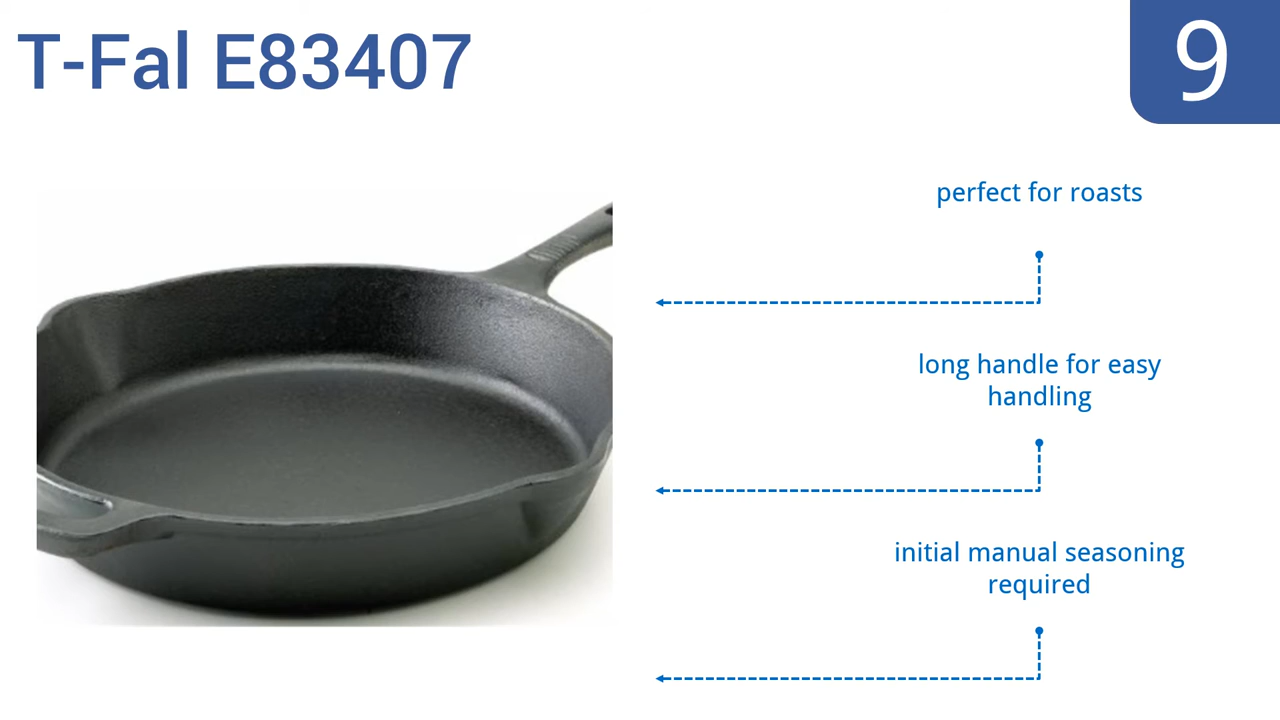 T-Fal E83407
9
perfect for roasts
long handle for easy
handling
initial manual seasoning
required